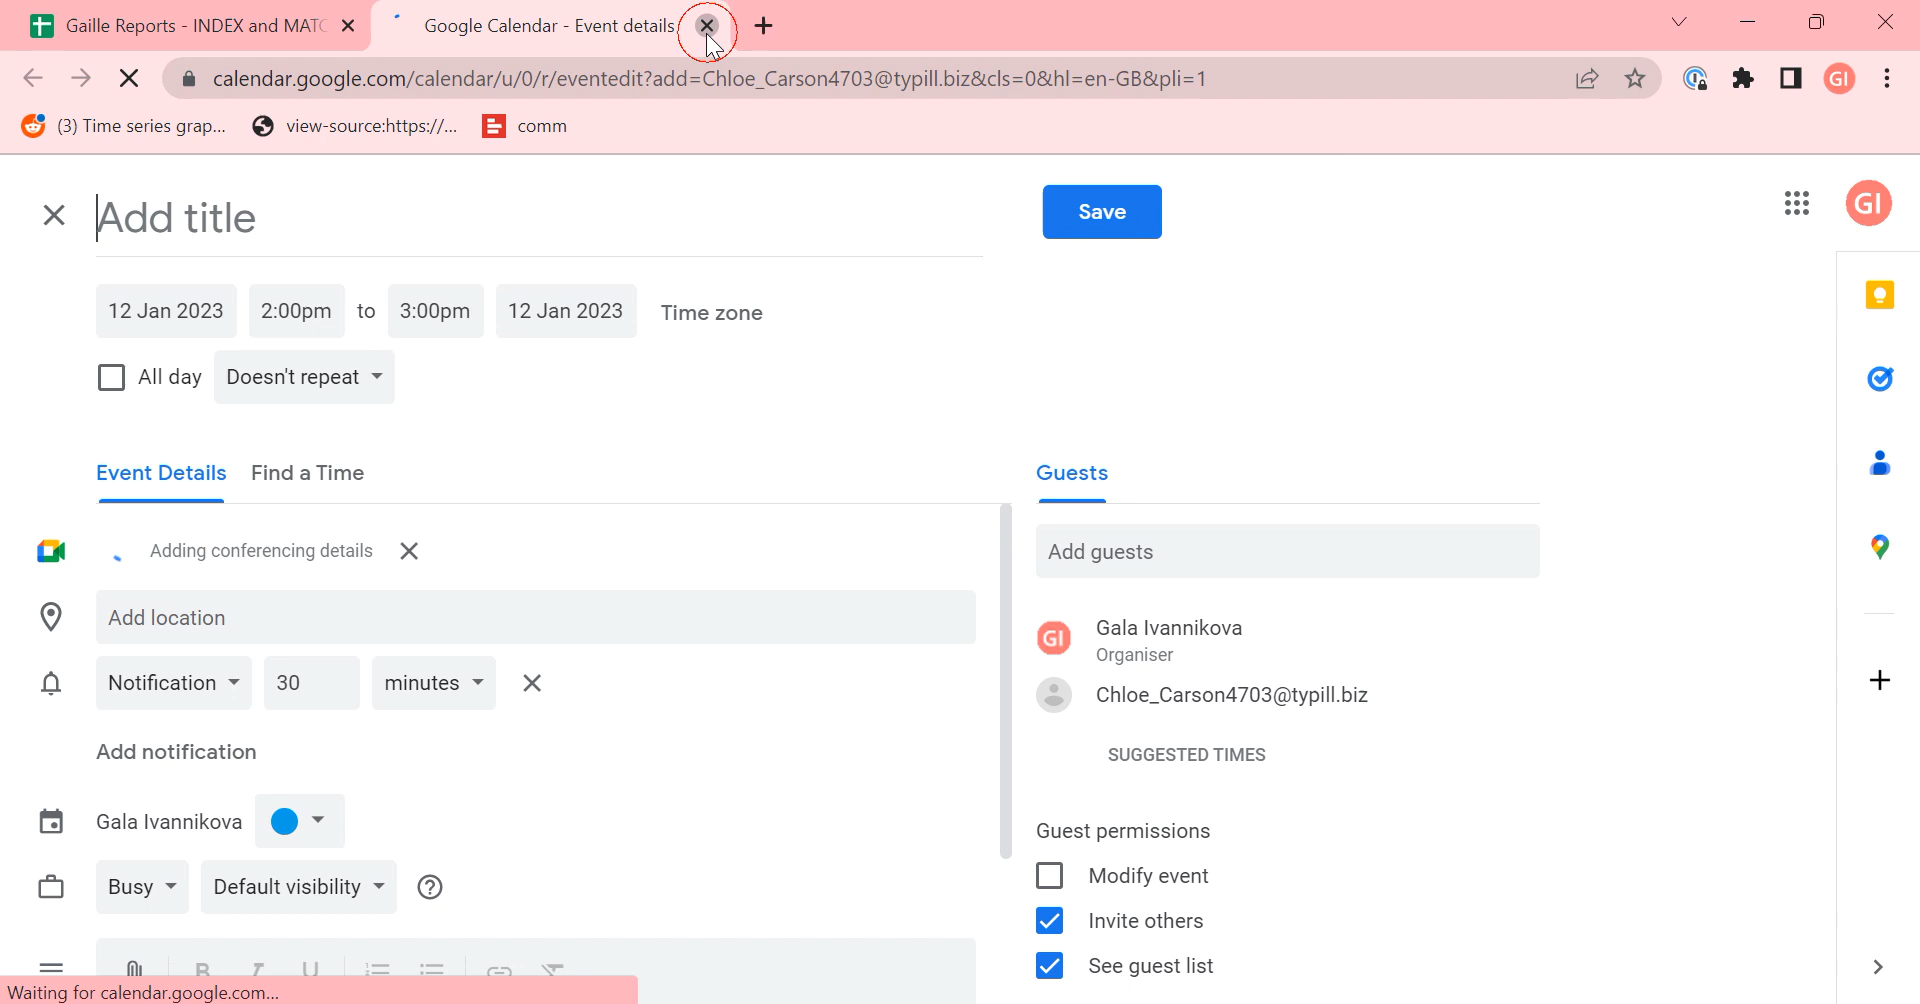 Gaille Reports - INDEX and MATC
Google Calendar - Event details
calendar.google.com/calendar/u/0/r/eventedit?add=Chloe_Carson4703@typill.biz&cls=0&hl=en-GB&pli=1
GI
(3) Time series grap...
view-source:https://...
comm
Add title
Save
GI
12 Jan 2023
2:00pm
to
3:00pm
12 Jan 2023
Time zone
All day
Doesn't repeat
Event Details
Find a Time
Guests
Adding conferencing details
Add guests
Add location
GI
Gala Ivannikova
Organiser
Notification
30
minutes
Chloe_Carson4703@typill.biz
Add notification
SUGGESTED TIMES
Gala Ivannikova
Guest permissions
Busy
Default visibility
Modify event
Invite others
See guest list
B I U
Waiting for calendar.google.com...